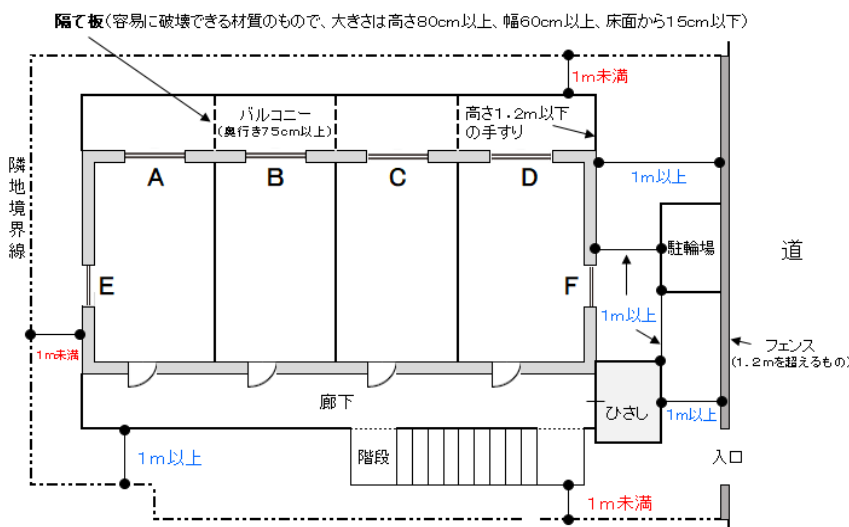 隔て板(容易に破壊できる材質のもので、大きさは高さ80cm以上、幅60cm以上、床面から15cm以下)
1m未満
バルコニー
(奥行き75cm以上)
高さ1.2m以下
の手すり
隣地境界線
A
B
C
D
1m以上
駐輪場
道
E
F
1m以上
1m未満
フェンス
(1.2mを超えるもの)
廊下
ひさし
1m以上
1m以上
階段
入口
1m未満